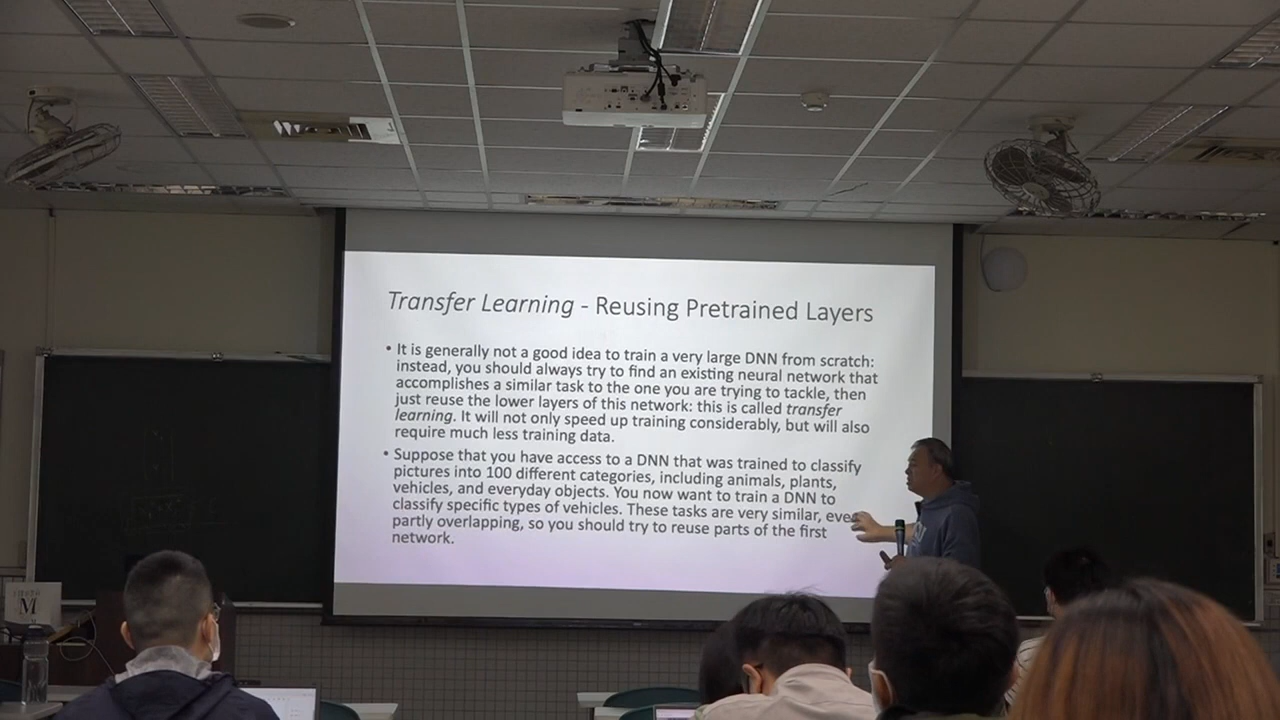 Transfer Learning - Reusing Pretrained Layers
• It is generally not a good idea to train a very large DNN from scratch:
instead, you should always try to find an existing neural network that
accomplishes a similar task to the one you are trying to tackle, then
just reuse the lower layers of this network: this is called transfer
learning. It will not only speed up training considerably, but will also
require much less training data.
• Suppose that you have access to a DNN that was trained to classify
pictures into 100 different categories, including animals, plants,
vehicles, and everyday objects. You now want to train a DNN to
classify specific types of vehicles. These tasks are very similar, eve
partly overlapping, so you should try to reuse parts of the first
network.
M